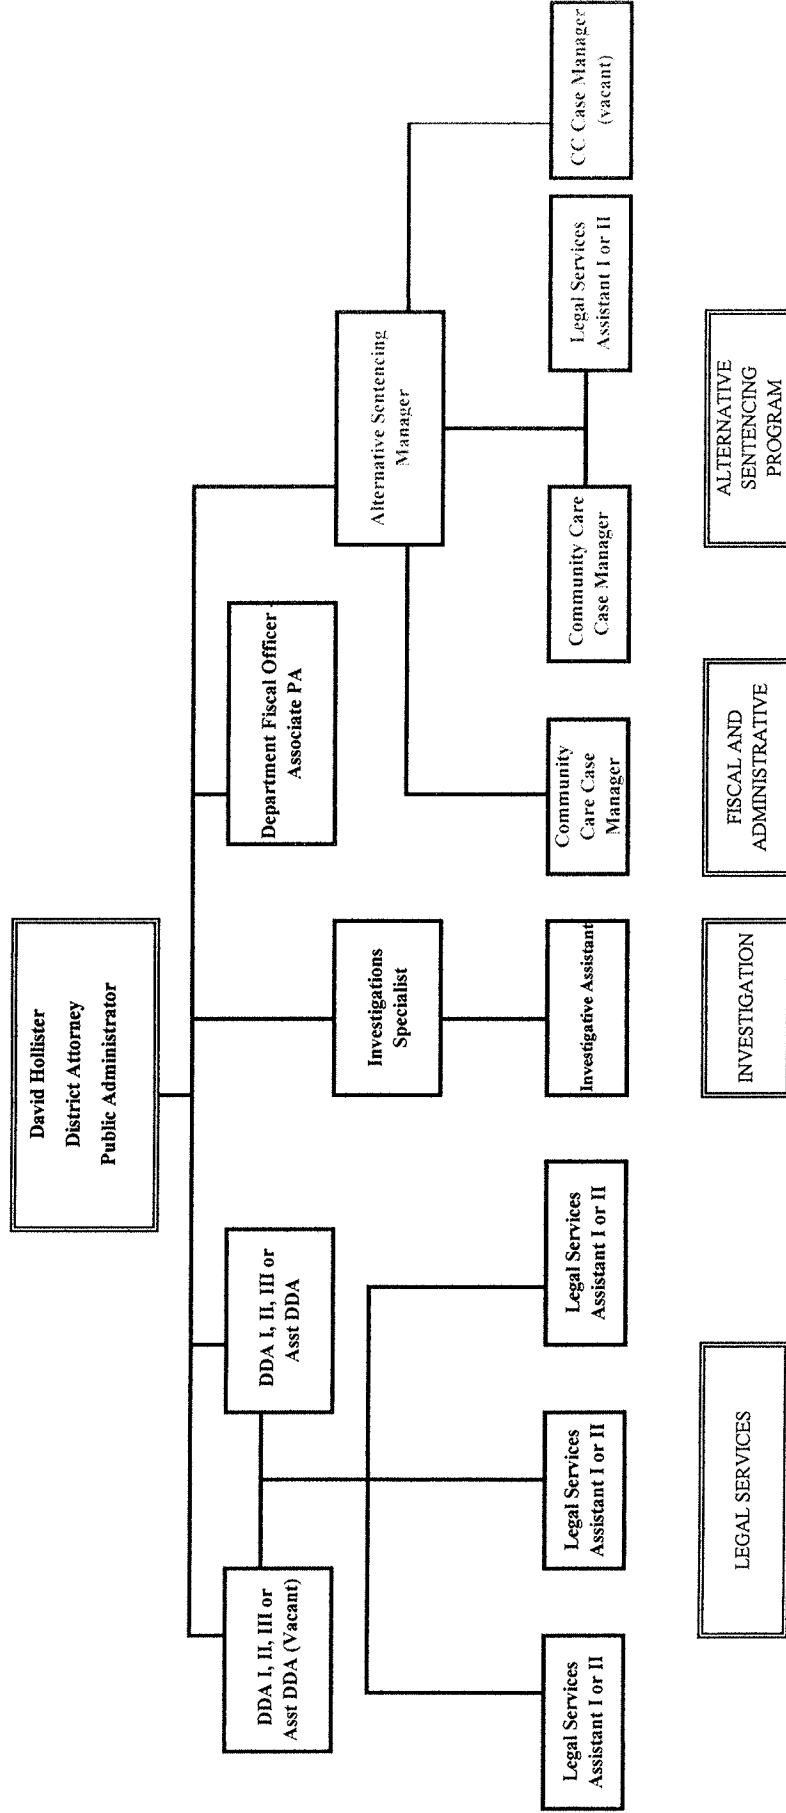 David Hollister
District Attorney
Public Administrator
DDA I, II, III or
Asst DDA (Vacant)
DDA I, II, III or
Asst DDA
Department Fiscal Officer
Associate PA
Investigations
Specialist
Alternative Sentencing
Manager
Legal Services
Assistant I or II
Legal Services
Assistant I or II
Legal Services
Assistant I or II
Investigative Assistant
Community
Care Case
Manager
Community Care
Case Manager
Legal Services
Assistant I or II
CC Case Manager
(vacant)
LEGAL SERVICES
INVESTIGATION
FISCAL AND
ADMINISTRATIVE
ALTERNATIVE
SENTENCING
PROGRAM